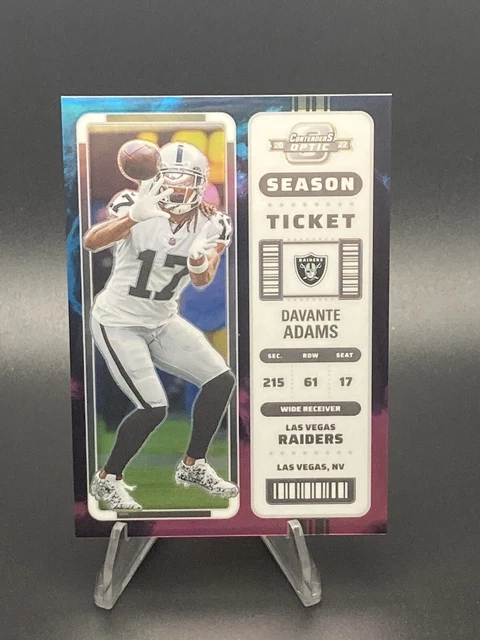 CONTENDERS
20 OPTIC 22
SEASON
TICKET
RAIDERS
DAVANTE
ADAMS
SEC. ROW SEAT
215 61 17
WIDE RECEIVER
LAS VEGAS
RAIDERS
LAS VEGAS, NV
17
17